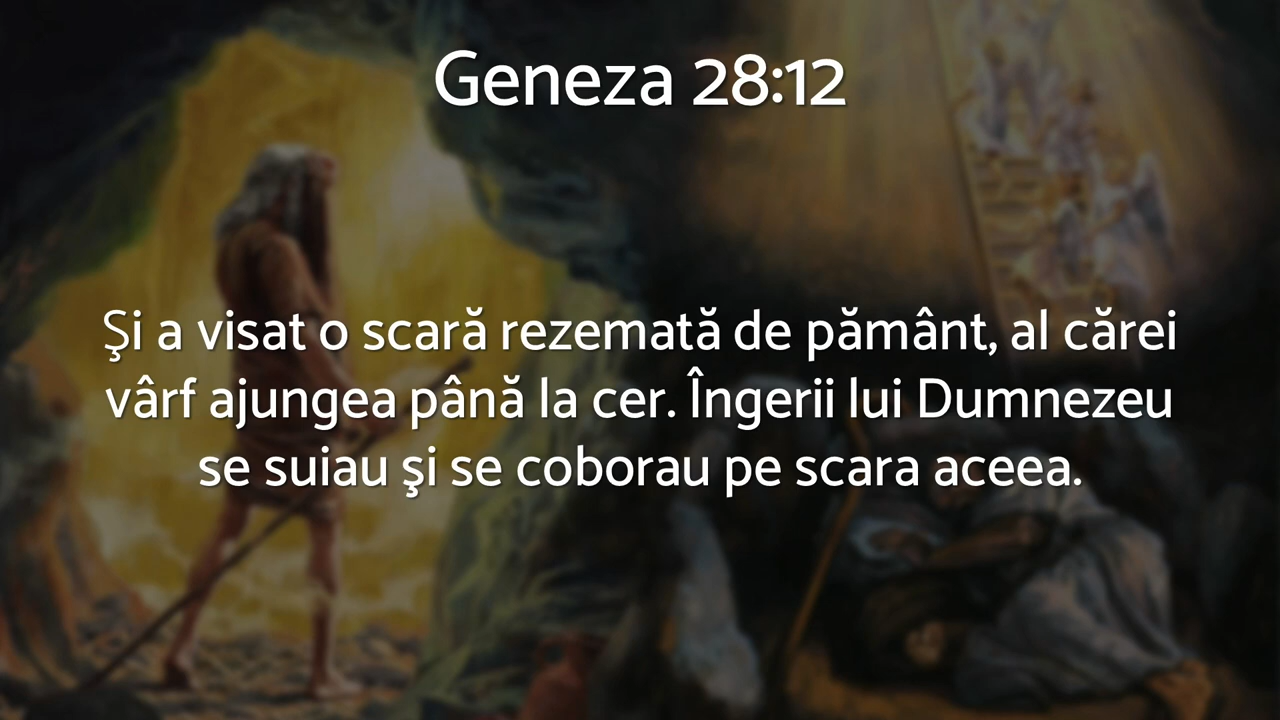 Geneza 28:12
Şi a visat o scară rezemată de pământ, al cărei
vârf ajungea până la cer. Îngerii lui Dumnezeu
se suiau şi se coborau pe scara aceea.